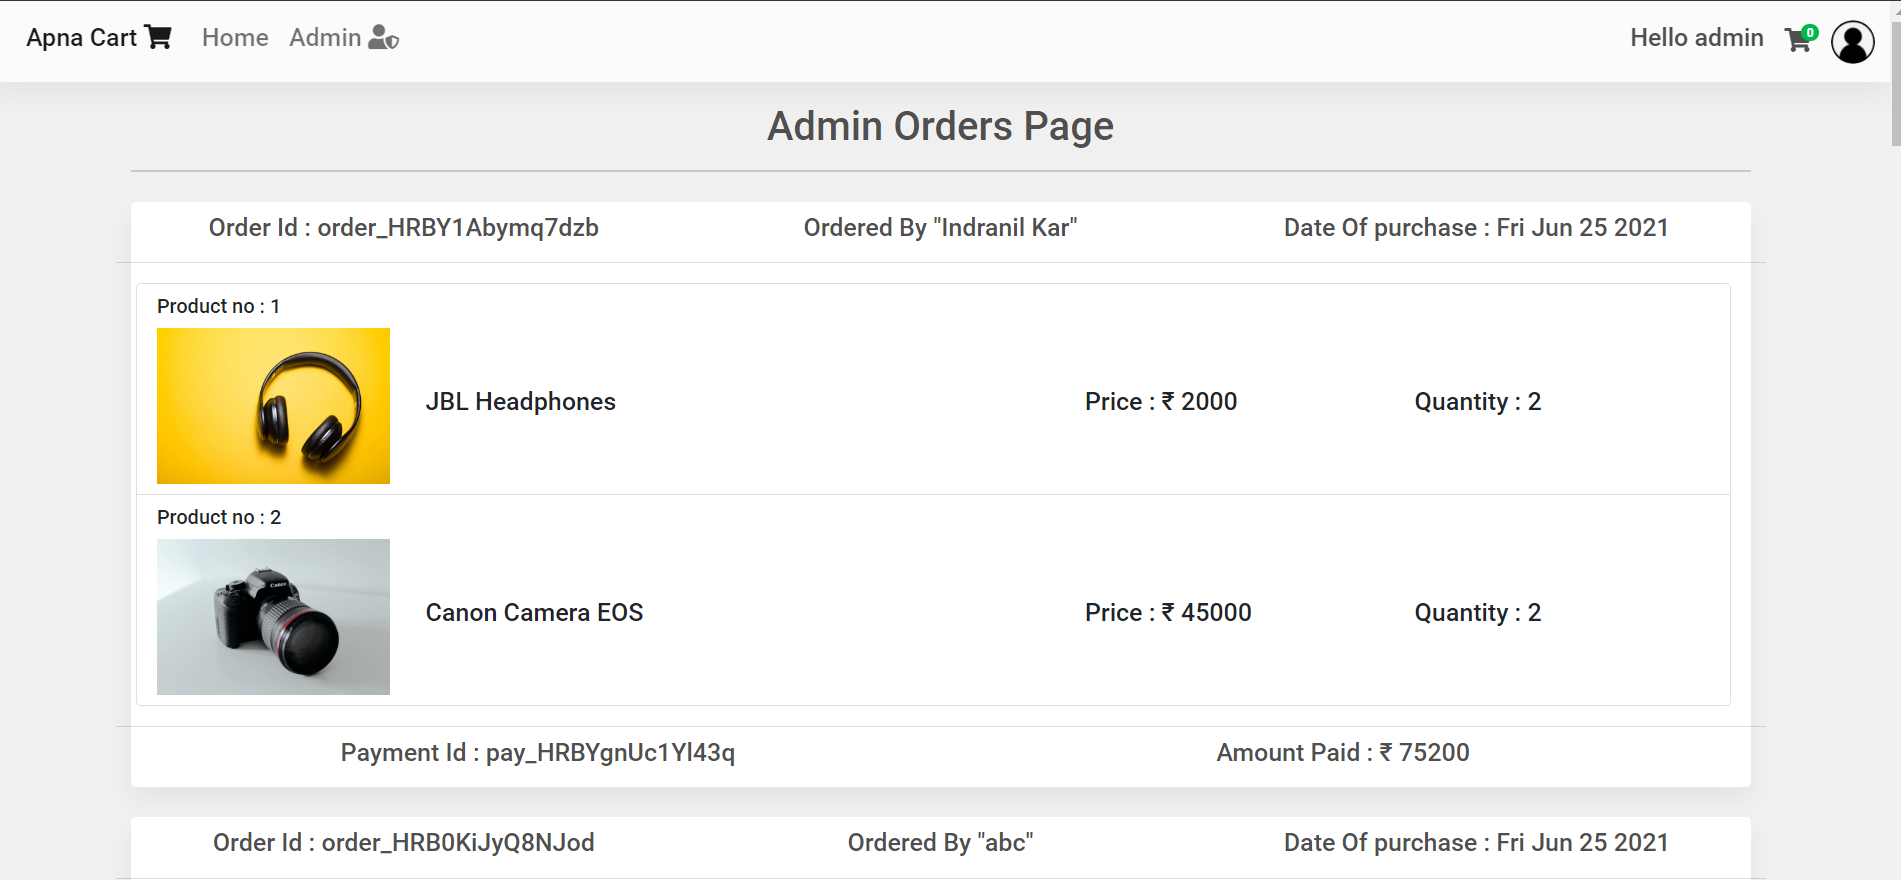 Apna Cart Home Admin Hello admin 0
Admin Orders Page
Order Id : order_HRBY1Abymq7dzb Ordered By "Indranil Kar" Date Of purchase : Fri Jun 25 2021
Product no : 1
JBL Headphones Price : ₹ 2000 Quantity : 2
Product no : 2
Canon
Canon Camera EOS Price : ₹ 45000 Quantity : 2
Payment Id : pay_HRBYgnUc1Yl43q Amount Paid : ₹ 75200
Order Id : order_HRB0KiJyQ8NJod Ordered By "abc" Date Of purchase : Fri Jun 25 2021